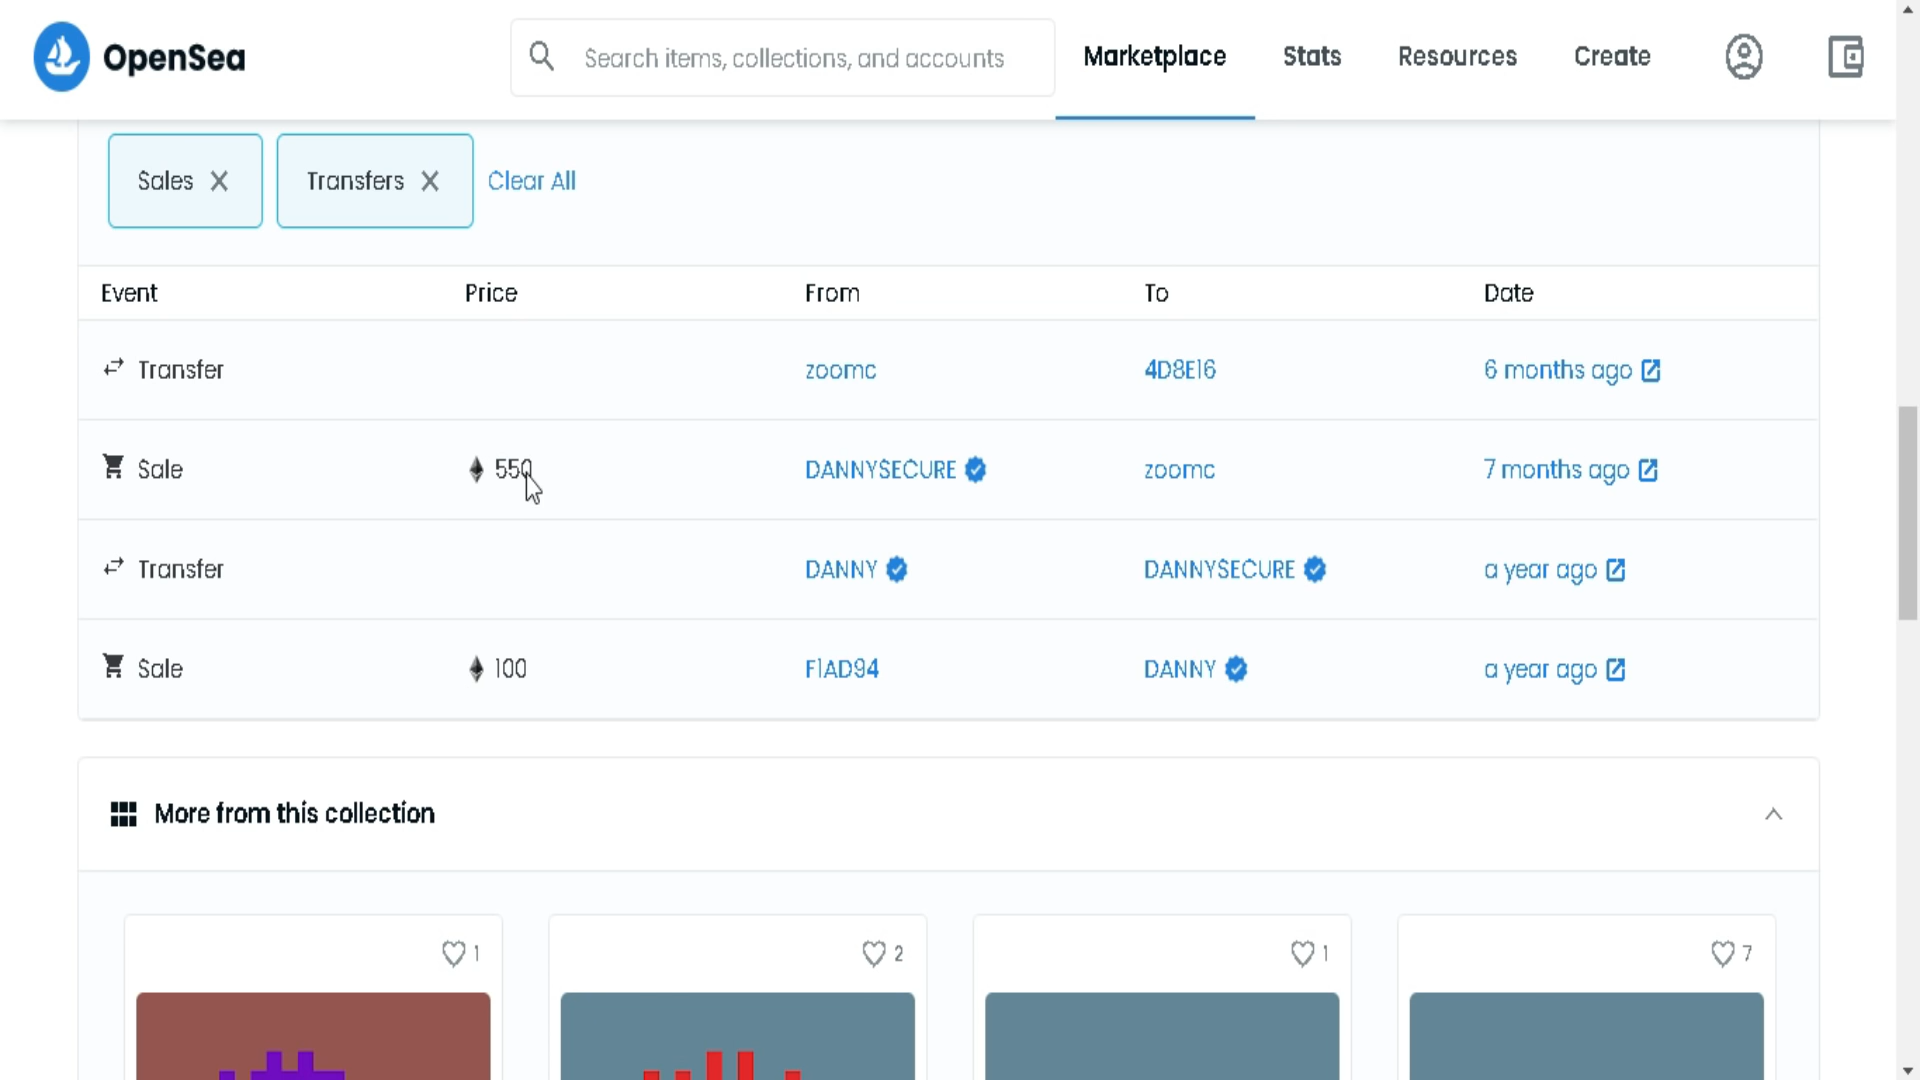 OpenSea Search items, collections, and accounts Marketplace Stats Resources Create
Sales Transfers Clear All
Event Price From To Date
Transfer zoomc 4D8E16 6 months ago
Sale 550 DANNYSECURE zoomc 7 months ago
Transfer DANNY DANNYSECURE a year ago
Sale 100 F1AD94 DANNY a year ago
More from this collection
1 2 1 7